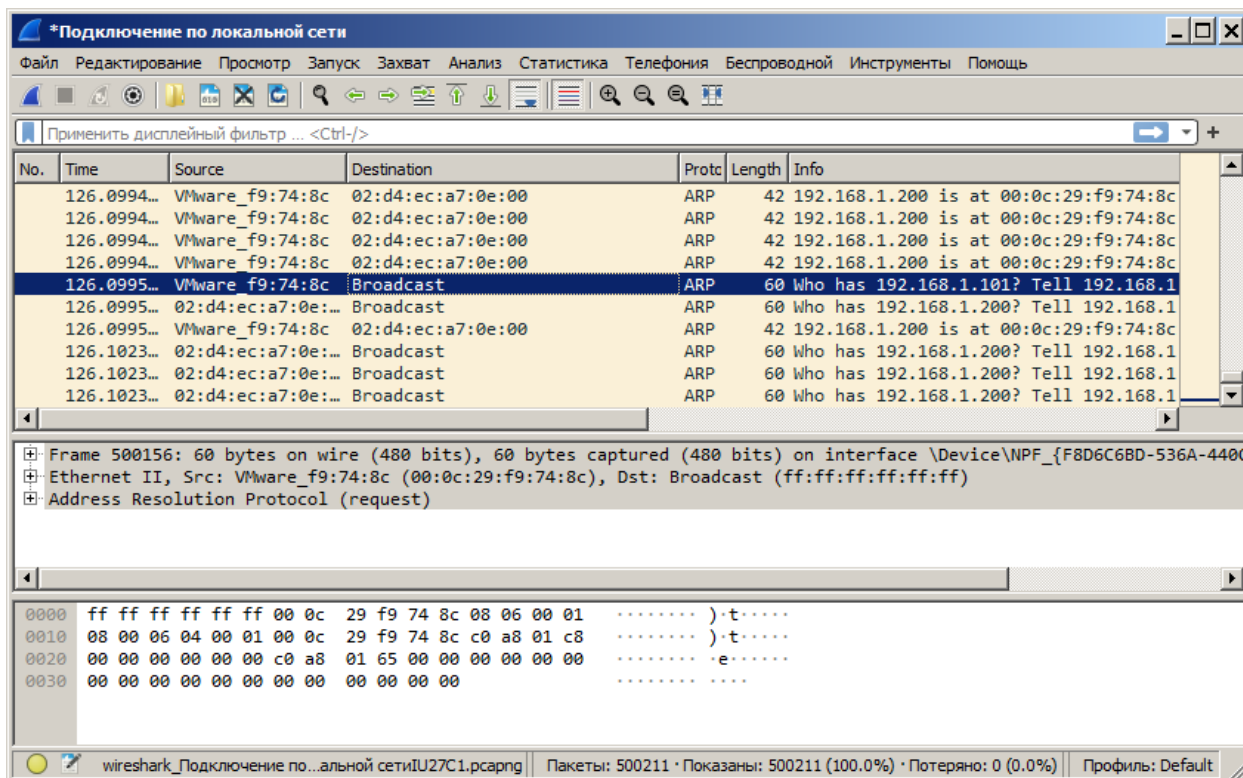 *Подключение по локальной сети
Файл Редактирование Просмотр Запуск Захват Анализ Статистика Телефония Беспроводной Инструменты Помощь
Применить дисплейный фильтр ... <Ctrl-/>
No. Time Source Destination Protc Length Info
126.0994… VMware_f9:74:8c 02:d4:ec:a7:0e:00 ARP 42 192.168.1.200 is at 00:0c:29:f9:74:8c
126.0994… VMware_f9:74:8c 02:d4:ec:a7:0e:00 ARP 42 192.168.1.200 is at 00:0c:29:f9:74:8c
126.0994… VMware_f9:74:8c 02:d4:ec:a7:0e:00 ARP 42 192.168.1.200 is at 00:0c:29:f9:74:8c
126.0994… VMware_f9:74:8c 02:d4:ec:a7:0e:00 ARP 42 192.168.1.200 is at 00:0c:29:f9:74:8c
126.0995… VMware_f9:74:8c Broadcast ARP 60 Who has 192.168.1.101? Tell 192.168.1
126.0995… 02:d4:ec:a7:0e:… Broadcast ARP 60 Who has 192.168.1.200? Tell 192.168.1
126.0995… VMware_f9:74:8c 02:d4:ec:a7:0e:00 ARP 42 192.168.1.200 is at 00:0c:29:f9:74:8c
126.1023… 02:d4:ec:a7:0e:… Broadcast ARP 60 Who has 192.168.1.200? Tell 192.168.1
126.1023… 02:d4:ec:a7:0e:… Broadcast ARP 60 Who has 192.168.1.200? Tell 192.168.1
126.1023… 02:d4:ec:a7:0e:… Broadcast ARP 60 Who has 192.168.1.200? Tell 192.168.1
Frame 500156: 60 bytes on wire (480 bits), 60 bytes captured (480 bits) on interface \Device\NPF_{F8D6C6BD-536A-440C
Ethernet II, Src: VMware_f9:74:8c (00:0c:29:f9:74:8c), Dst: Broadcast (ff:ff:ff:ff:ff:ff)
Address Resolution Protocol (request)
0000 ff ff ff ff ff ff 00 0c 29 f9 74 8c 08 06 00 01 ········ )·t·····
0010 08 00 06 04 00 01 00 0c 29 f9 74 8c c0 a8 01 c8 ········ )·t·····
0020 00 00 00 00 00 00 c0 a8 01 65 00 00 00 00 00 00 ········ ·e······
0030 00 00 00 00 00 00 00 00 00 00 00 00 ········ ····
wireshark_Подключение по...альной сетиIU27C1.pcapng Пакеты: 500211 · Показаны: 500211 (100.0%) · Потеряно: 0 (0.0%) Профиль: Default